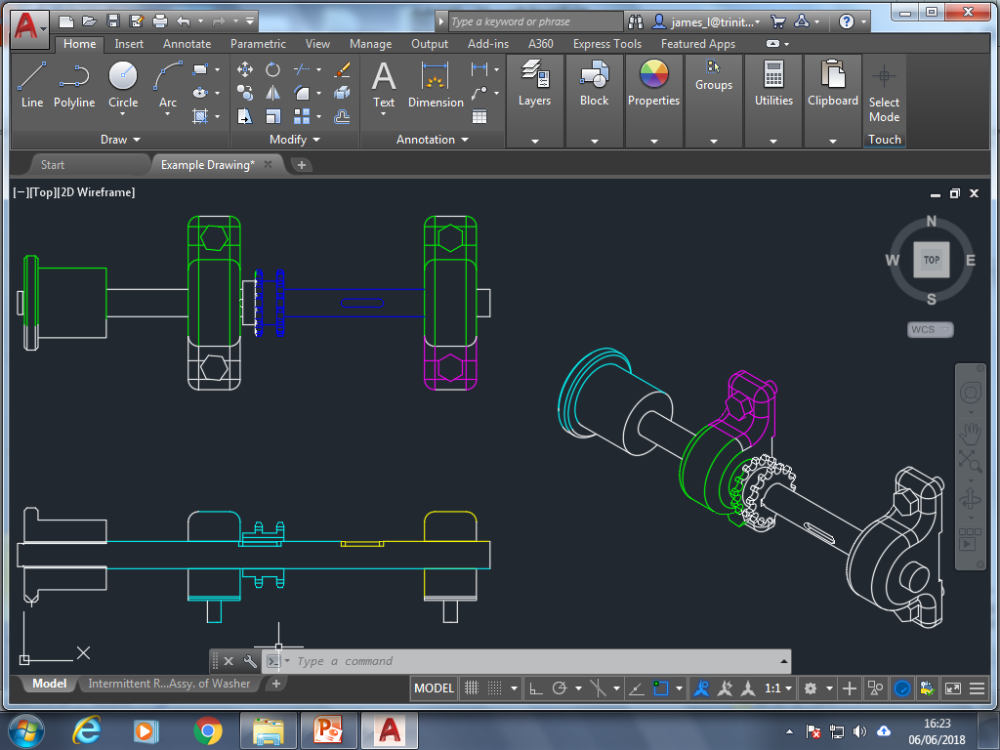 Type a keyword or phrase
james_l@trinit...
Home
Insert
Annotate
Parametric
View
Manage
Output
Add-ins
A360
Express Tools
Featured Apps
Line
Polyline
Circle
Arc
Text
Dimension
Layers
Block
Properties
Groups
Utilities
Clipboard
Select
Mode
Draw
Modify
Annotation
Touch
Start
Example Drawing*
[−][Top][2D Wireframe]
N
W
TOP
E
S
WCS
Type a command
Model
Intermittent R...Assy. of Washer
MODEL
1:1
16:23
06/06/2018